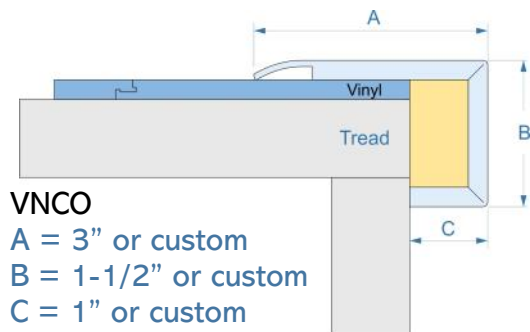 A
Vinyl
B
Tread
C
VNCO
A = 3” or custom
B = 1-1/2” or custom
C = 1” or custom